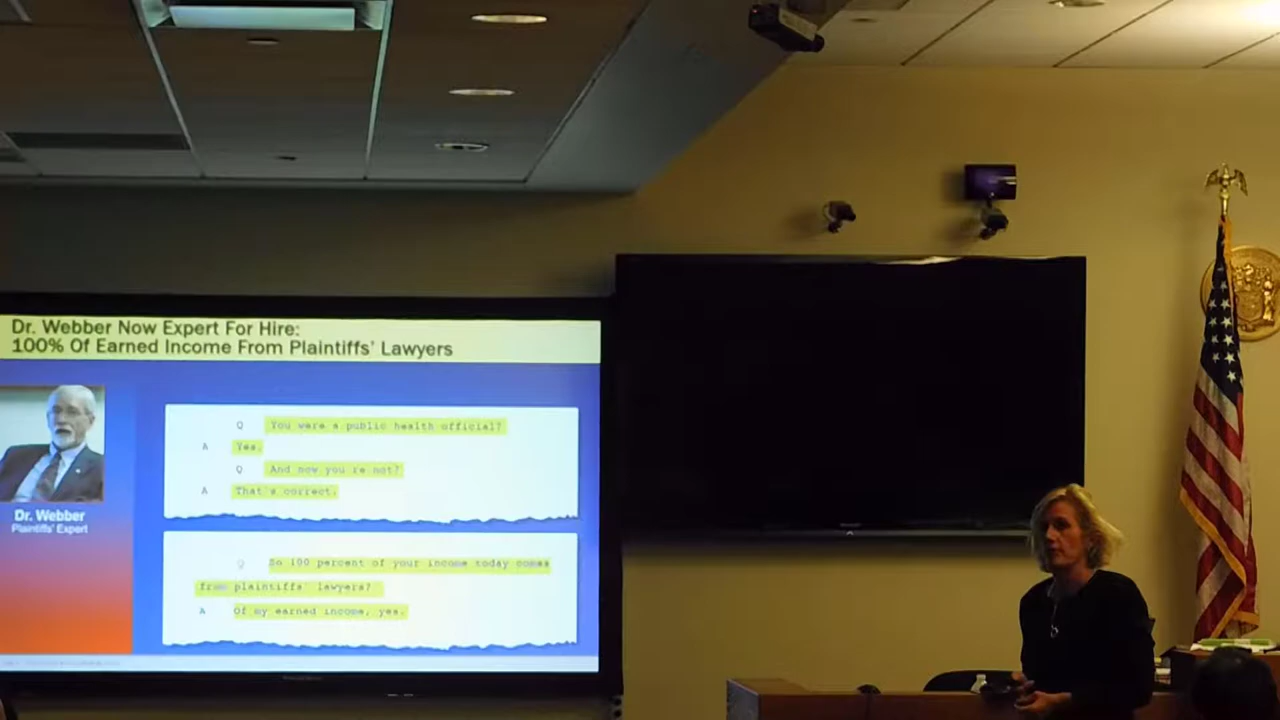 Dr. Webber Now Expert For Hire:
100% Of Earned Income From Plaintiffs' Lawyers
Q You were a public health official?
A Yes.
Q And now you're not?
A That's correct.
Dr. Webber
Plaintiffs' Expert
Q So 100 percent of your income today comes
from plaintiffs' lawyers?
A Of my earned income, yes.